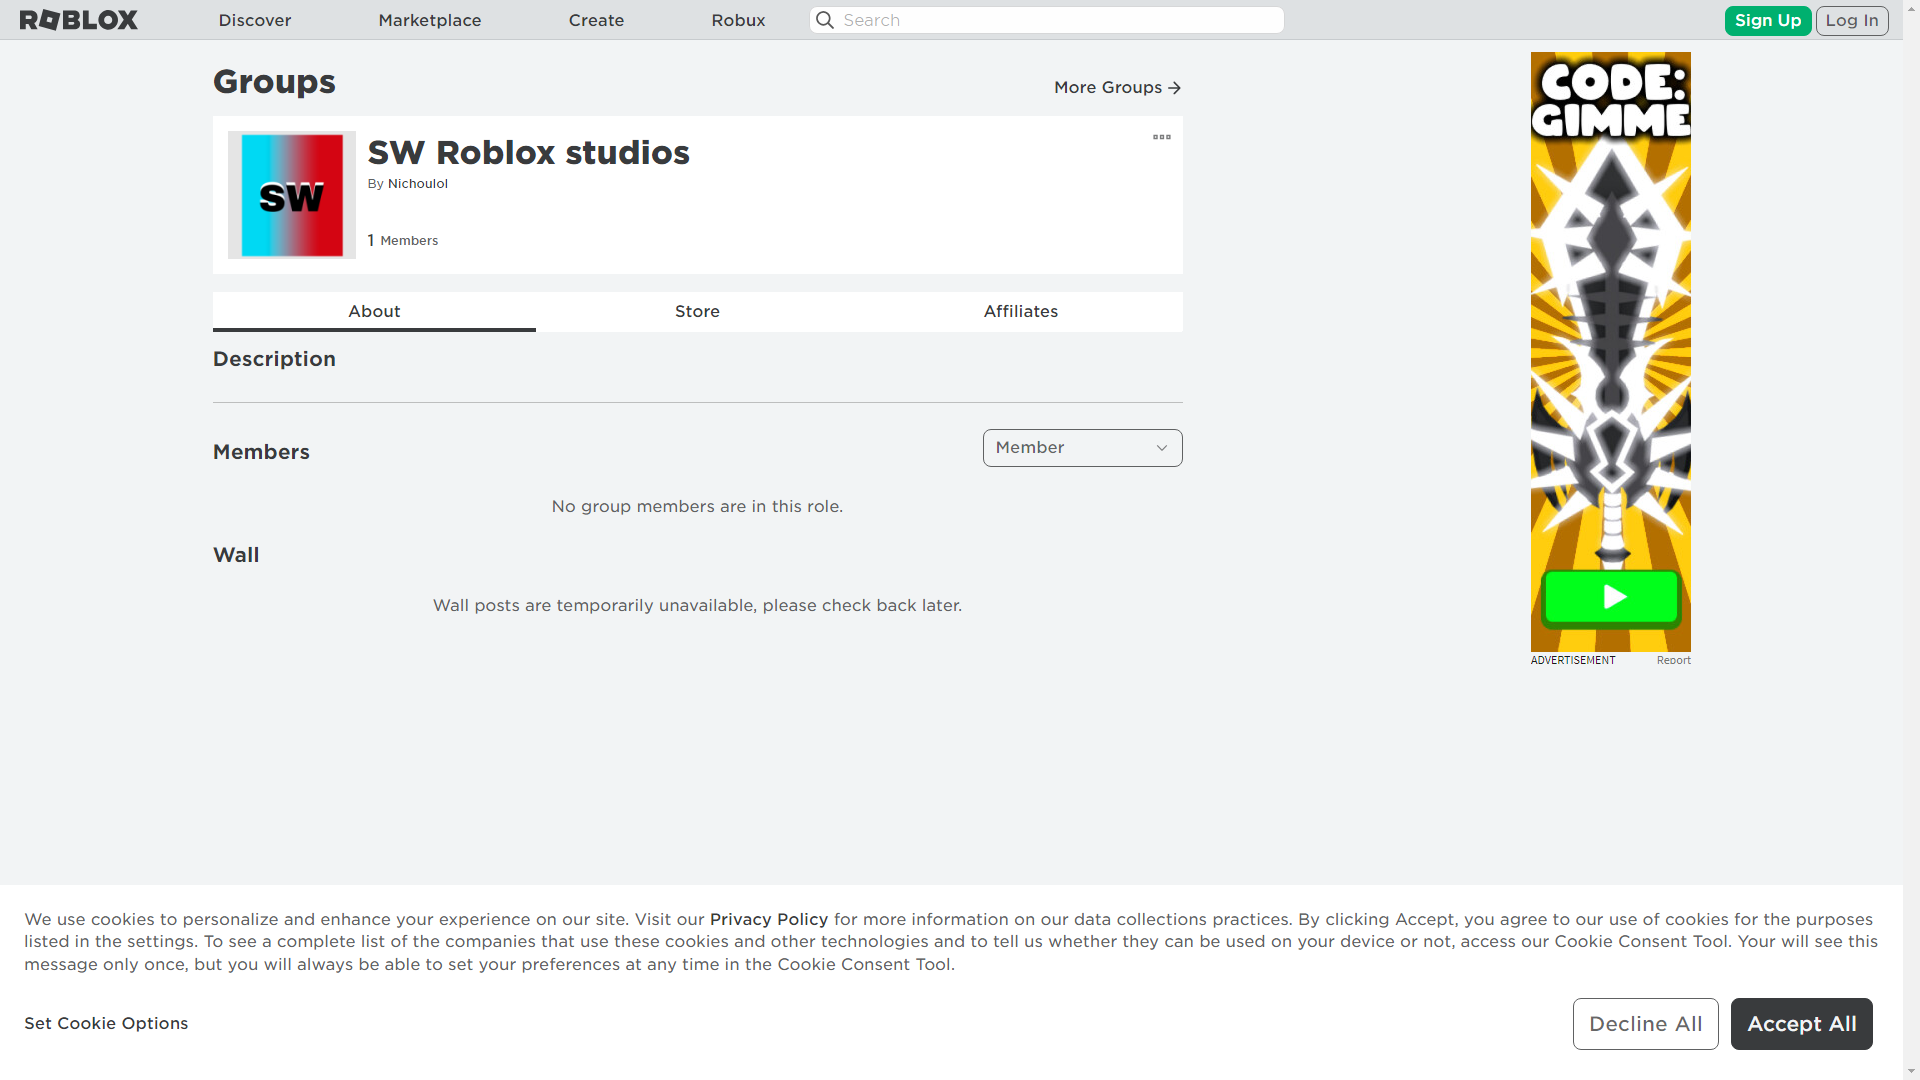 ROBLOX
Discover
Marketplace
Create
Robux
Search
Sign Up
Log In
Groups
More Groups
SW
SW Roblox studios
By Nichoulol
1 Members
About
Store
Affiliates
Description
Members
Member
No group members are in this role.
Wall
Wall posts are temporarily unavailable, please check back later.
CODE:
GIMME
ADVERTISEMENT
Report
We use cookies to personalize and enhance your experience on our site. Visit our Privacy Policy for more information on our data collections practices. By clicking Accept, you agree to our use of cookies for the purposes
listed in the settings. To see a complete list of the companies that use these cookies and other technologies and to tell us whether they can be used on your device or not, access our Cookie Consent Tool. Your will see this
message only once, but you will always be able to set your preferences at any time in the Cookie Consent Tool.
Set Cookie Options
Decline All
Accept All